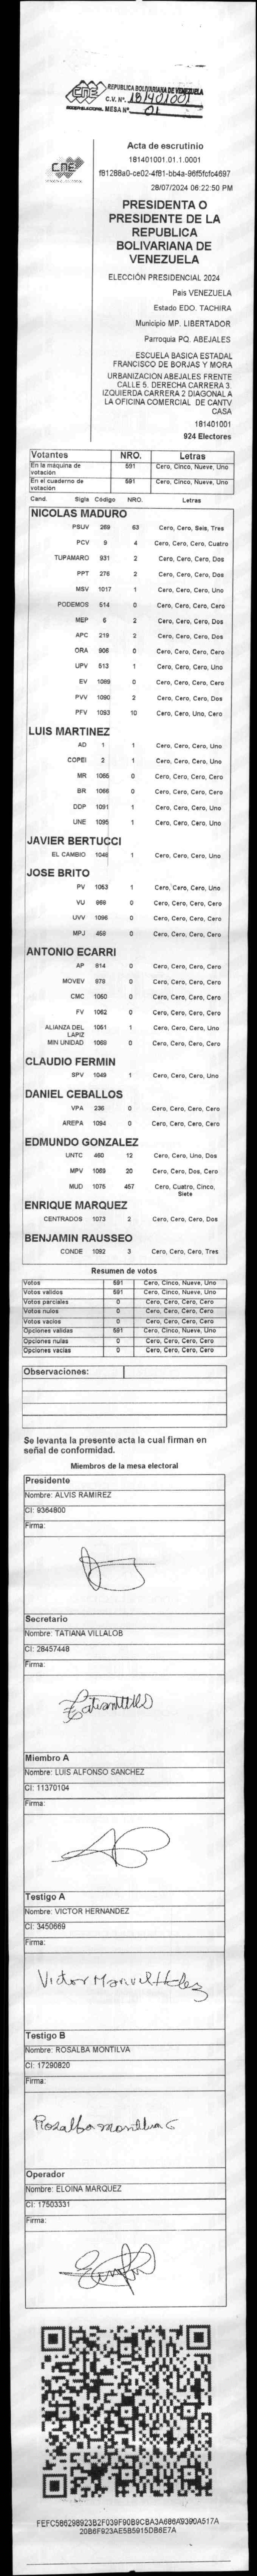 CNE
REPUBLICA BOLIVARIANA DE VENEZUELA
C.V. Nº. 181401001
MESA Nº. 01
CNE
Acta de escrutinio
181401001.01.1.0001
f81288a0-ce02-4f81-bb4a-96f5fcfc4697
28/07/2024 06:22:50 PM
PRESIDENTA O
PRESIDENTE DE LA
REPUBLICA
BOLIVARIANA DE
VENEZUELA
ELECCIÓN PRESIDENCIAL 2024
Pais VENEZUELA
Estado EDO. TACHIRA
Municipio MP. LIBERTADOR
Parroquia PQ. ABEJALES
ESCUELA BASICA ESTADAL
FRANCISCO DE BORJAS Y MORA
URBANIZACION ABEJALES FRENTE
CALLE 5. DERECHA CARRERA 3.
IZQUIERDA CARRERA 2 DIAGONAL A
LA OFICINA COMERCIAL DE CANTV
CASA
181401001
924 Electores
Votantes NRO. Letras
En la máquina de votación 591 Cero, Cinco, Nueve, Uno
En el cuaderno de votación 591 Cero, Cinco, Nueve, Uno
Cand. Sigla Código NRO. Letras
NICOLAS MADURO
PSUV 269 63 Cero, Cero, Seis, Tres
PCV 9 4 Cero, Cero, Cero, Cuatro
TUPAMARO 931 2 Cero, Cero, Cero, Dos
PPT 276 2 Cero, Cero, Cero, Dos
MSV 1017 1 Cero, Cero, Cero, Uno
PODEMOS 514 0 Cero, Cero, Cero, Cero
MEP 6 2 Cero, Cero, Cero, Dos
APC 219 2 Cero, Cero, Cero, Dos
ORA 906 0 Cero, Cero, Cero, Cero
UPV 513 1 Cero, Cero, Cero, Uno
EV 1089 0 Cero, Cero, Cero, Cero
PVV 1090 2 Cero, Cero, Cero, Dos
PFV 1093 10 Cero, Cero, Uno, Cero
LUIS MARTINEZ
AD 1 1 Cero, Cero, Cero, Uno
COPEI 2 1 Cero, Cero, Cero, Uno
MR 1065 0 Cero, Cero, Cero, Cero
BR 1066 0 Cero, Cero, Cero, Cero
DDP 1091 1 Cero, Cero, Cero, Uno
UNE 1095 1 Cero, Cero, Cero, Uno
JAVIER BERTUCCI
EL CAMBIO 1046 1 Cero, Cero, Cero, Uno
JOSE BRITO
PV 1053 1 Cero, Cero, Cero, Uno
VU 868 0 Cero, Cero, Cero, Cero
UVV 1096 0 Cero, Cero, Cero, Cero
MPJ 458 0 Cero, Cero, Cero, Cero
ANTONIO ECARRI
AP 814 0 Cero, Cero, Cero, Cero
MOVEV 878 0 Cero, Cero, Cero, Cero
CMC 1050 0 Cero, Cero, Cero, Cero
FV 1062 0 Cero, Cero, Cero, Cero
ALIANZA DEL LAPIZ 1051 1 Cero, Cero, Cero, Uno
MIN UNIDAD 1068 0 Cero, Cero, Cero, Cero
CLAUDIO FERMIN
SPV 1049 1 Cero, Cero, Cero, Uno
DANIEL CEBALLOS
VPA 236 0 Cero, Cero, Cero, Cero
AREPA 1094 0 Cero, Cero, Cero, Cero
EDMUNDO GONZALEZ
UNTC 460 12 Cero, Cero, Uno, Dos
MPV 1069 20 Cero, Cero, Dos, Cero
MUD 1075 457 Cero, Cuatro, Cinco, Siete
ENRIQUE MARQUEZ
CENTRADOS 1073 2 Cero, Cero, Cero, Dos
BENJAMIN RAUSSEO
CONDE 1092 3 Cero, Cero, Cero, Tres
Resumen de votos
Votos 591 Cero, Cinco, Nueve, Uno
Votos validos 591 Cero, Cinco, Nueve, Uno
Votos parciales 0 Cero, Cero, Cero, Cero
Votos nulos 0 Cero, Cero, Cero, Cero
Votos vacíos 0 Cero, Cero, Cero, Cero
Opciones validas 591 Cero, Cinco, Nueve, Uno
Opciones nulas 0 Cero, Cero, Cero, Cero
Opciones vacías 0 Cero, Cero, Cero, Cero
Observaciones:
Se levanta la presente acta la cual firman en
señal de conformidad.
Miembros de la mesa electoral
Presidente
Nombre: ALVIS RAMIREZ
CI: 9364800
Firma:
Secretario
Nombre: TATIANA VILLALOB
CI: 28457448
Firma:
Miembro A
Nombre: LUIS ALFONSO SANCHEZ
CI: 11370104
Firma:
Testigo A
Nombre: VICTOR HERNANDEZ
CI: 3450669
Firma:
Victor Manuel
Testigo B
Nombre: ROSALBA MONTILVA
CI: 17290820
Firma:
Rosalba montilva G
Operador
Nombre: ELOINA MARQUEZ
CI: 17503331
Firma:
FEFC586298923B2F039F90B9CBA3A686A9390A517A
20B6F923AE5B5915DB6E7A